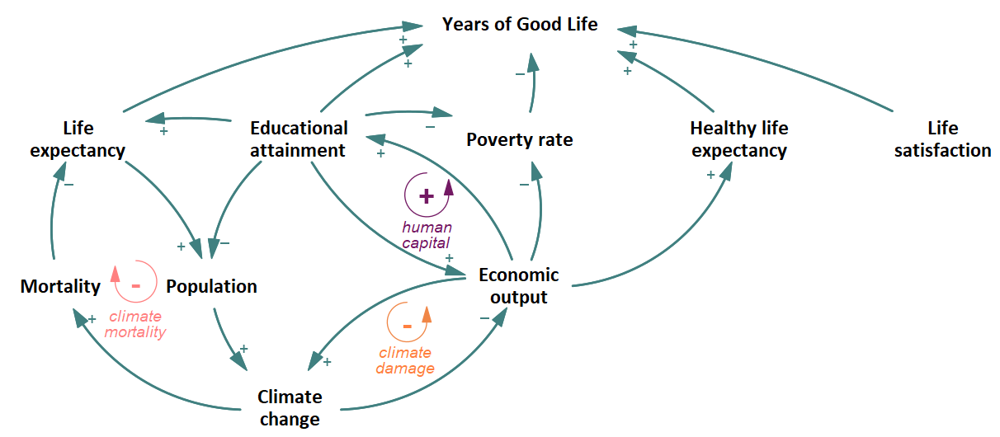 Years of Good Life
+
+
+
+
–
Life
expectancy
+
Educational
attainment
–
Poverty rate
Healthy life
expectancy
Life
satisfaction
+
–
–
+
+
human
capital
+
–
+
Economic
output
Mortality
-
Population
climate
mortality
+
–
-
climate
damage
+
+
Climate
change